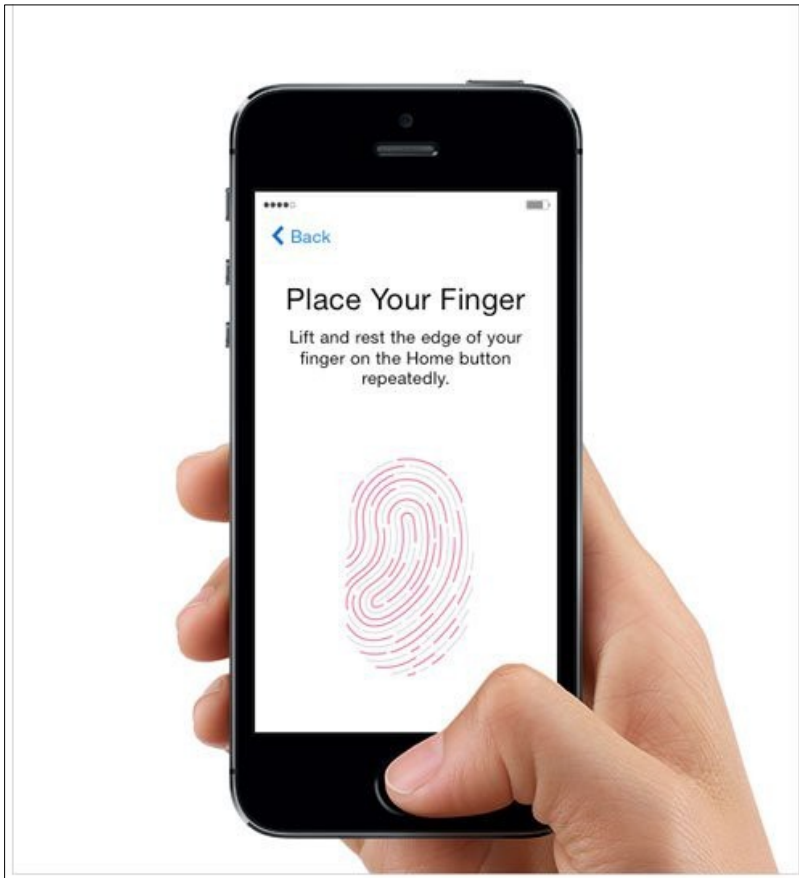 Back
Place Your Finger
Lift and rest the edge of your
finger on the Home button
repeatedly.